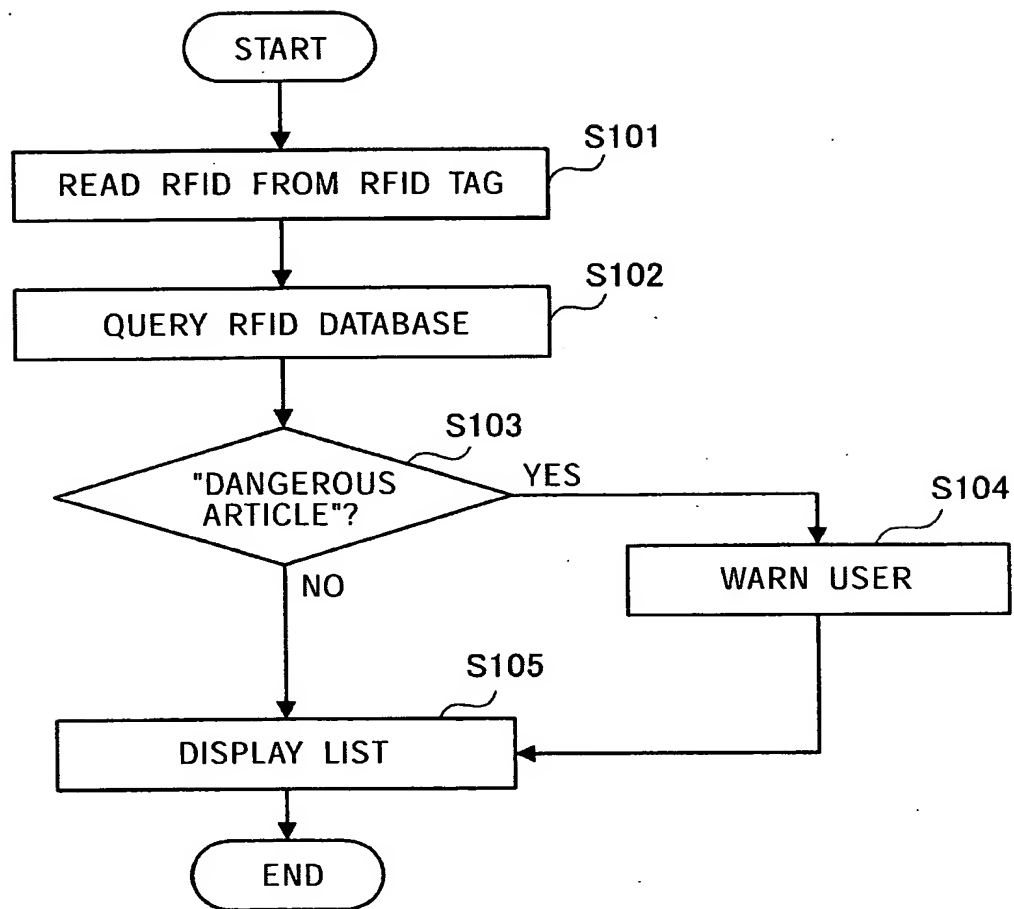 START
S101
READ RFID FROM RFID TAG
S102
QUERY RFID DATABASE
S103
"DANGEROUS
ARTICLE"?
YES
S104
WARN USER
NO
S105
DISPLAY LIST
END